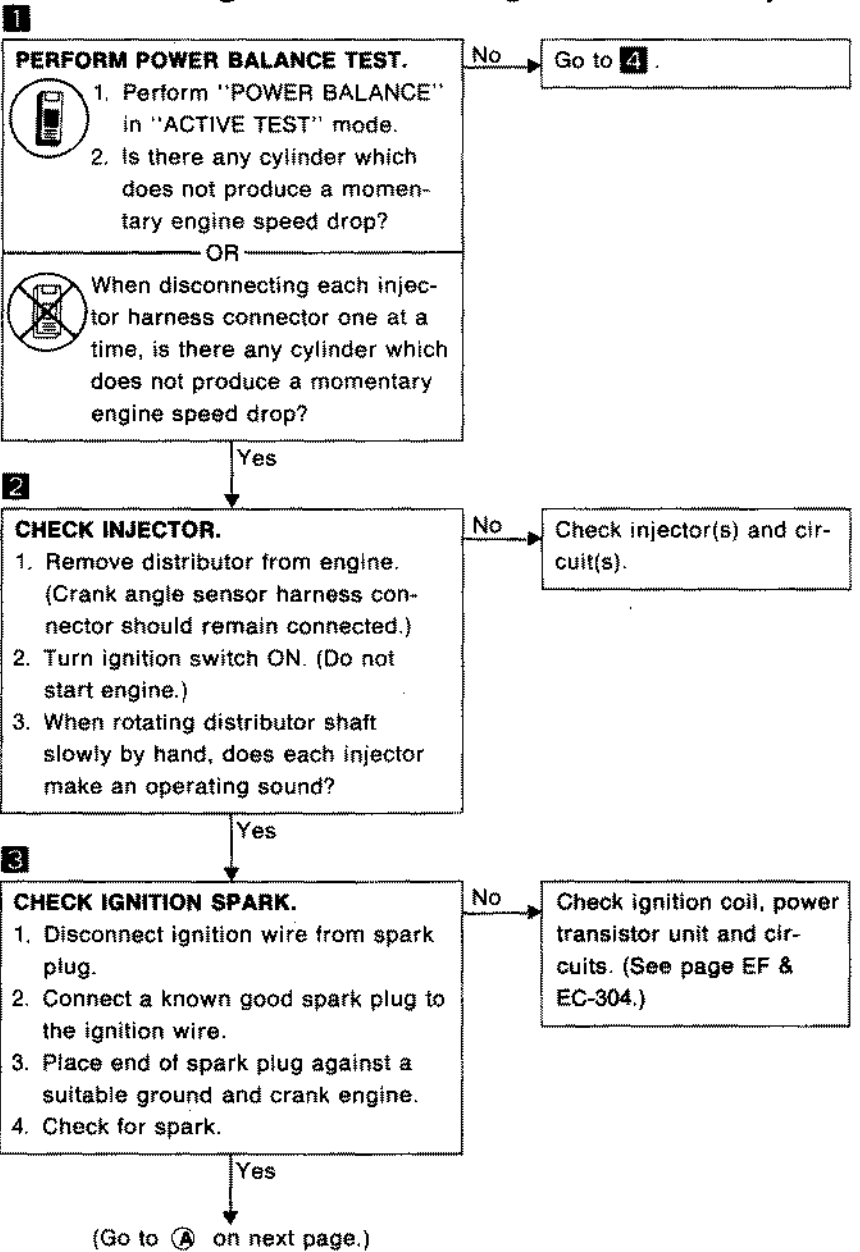 1
PERFORM POWER BALANCE TEST.
1. Perform "POWER BALANCE"
in "ACTIVE TEST" mode.
2. Is there any cylinder which
does not produce a momen-
tary engine speed drop?
OR
When disconnecting each injec-
tor harness connector one at a
time, is there any cylinder which
does not produce a momentary
engine speed drop?
No
Go to 4 .
Yes
2
CHECK INJECTOR.
1. Remove distributor from engine.
(Crank angle sensor harness con-
nector should remain connected.)
2. Turn ignition switch ON. (Do not
start engine.)
3. When rotating distributor shaft
slowly by hand, does each injector
make an operating sound?
No
Check injector(s) and cir-
cuit(s).
Yes
3
CHECK IGNITION SPARK.
1. Disconnect ignition wire from spark
plug.
2. Connect a known good spark plug to
the ignition wire.
3. Place end of spark plug against a
suitable ground and crank engine.
4. Check for spark.
No
Check ignition coil, power
transistor unit and cir-
cuits. (See page EF &
EC-304.)
Yes
(Go to A on next page.)